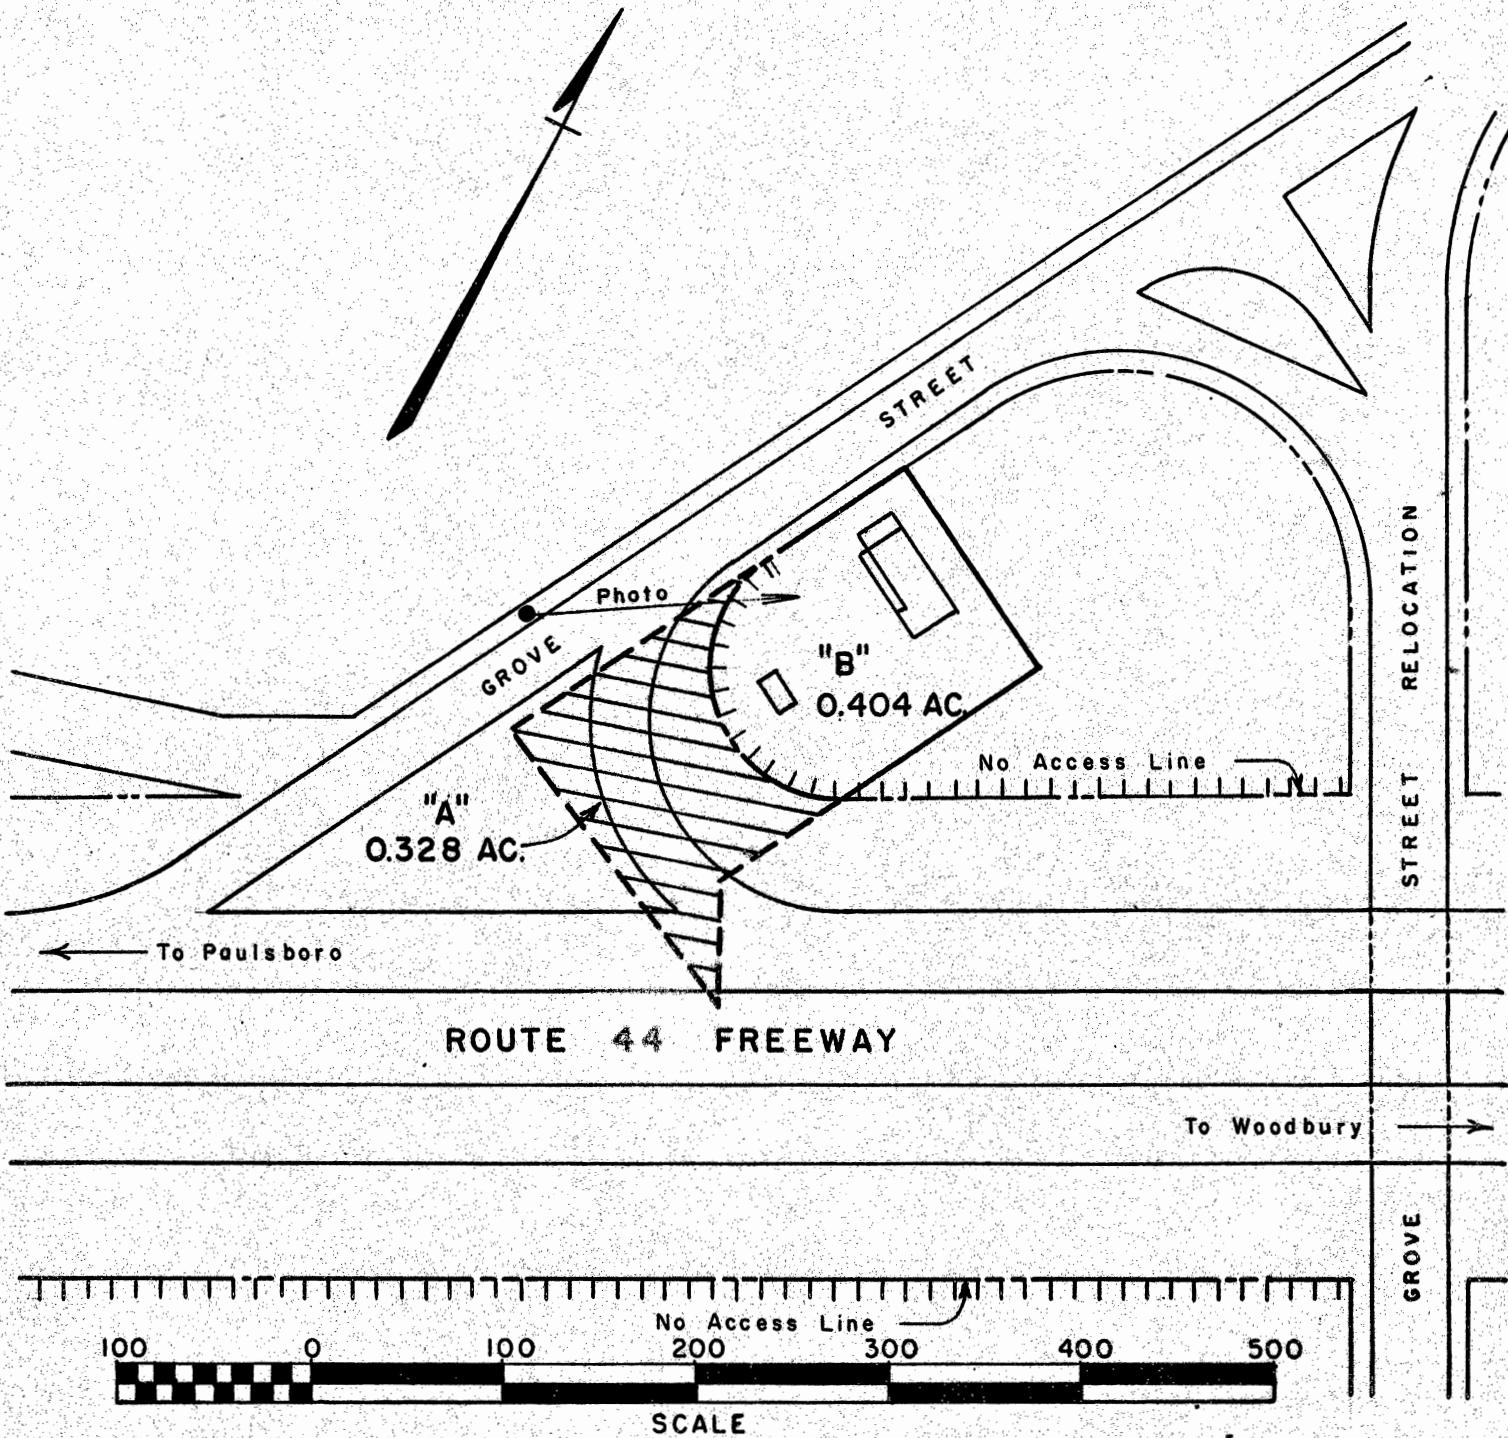 STREET
Photo
GROVE
"B"
0.404 AC.
RELOCATION
No Access Line
STREET
"A"
0.328 AC.
To Paulsboro
ROUTE 44 FREEWAY
To Woodbury
GROVE
No Access Line
100 0 100 200 300 400 500
SCALE